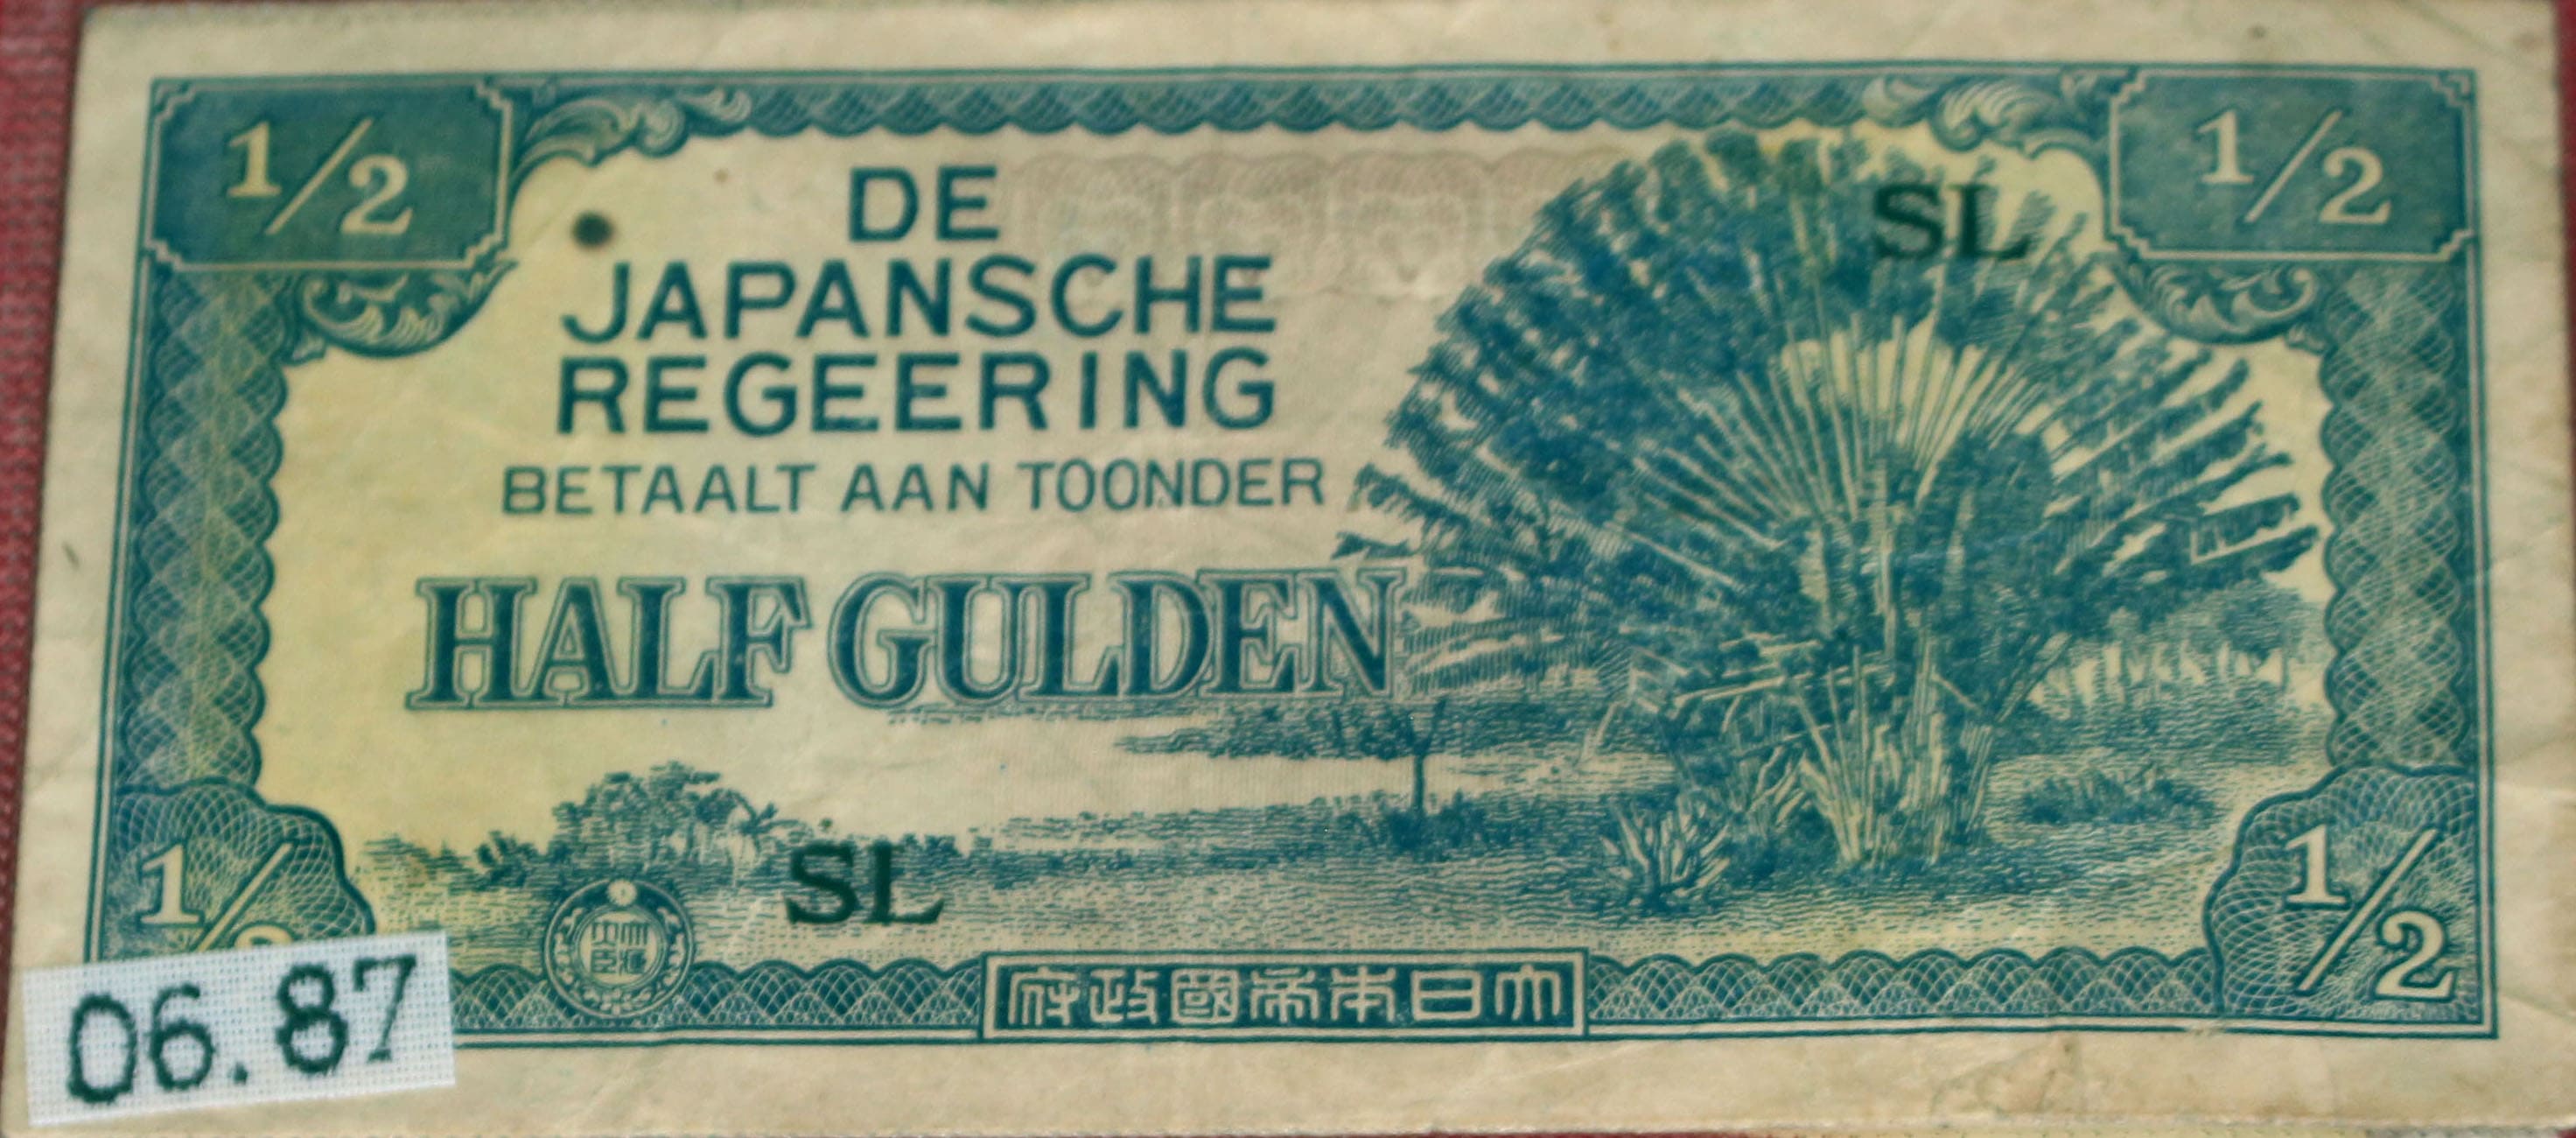 1/2
1/2
DE
SL
JAPANSCHE
REGEERING
BETAALT AAN TOONDER
HALF GULDEN
SL
1/2
1/2
府政國帝本日大
06.87